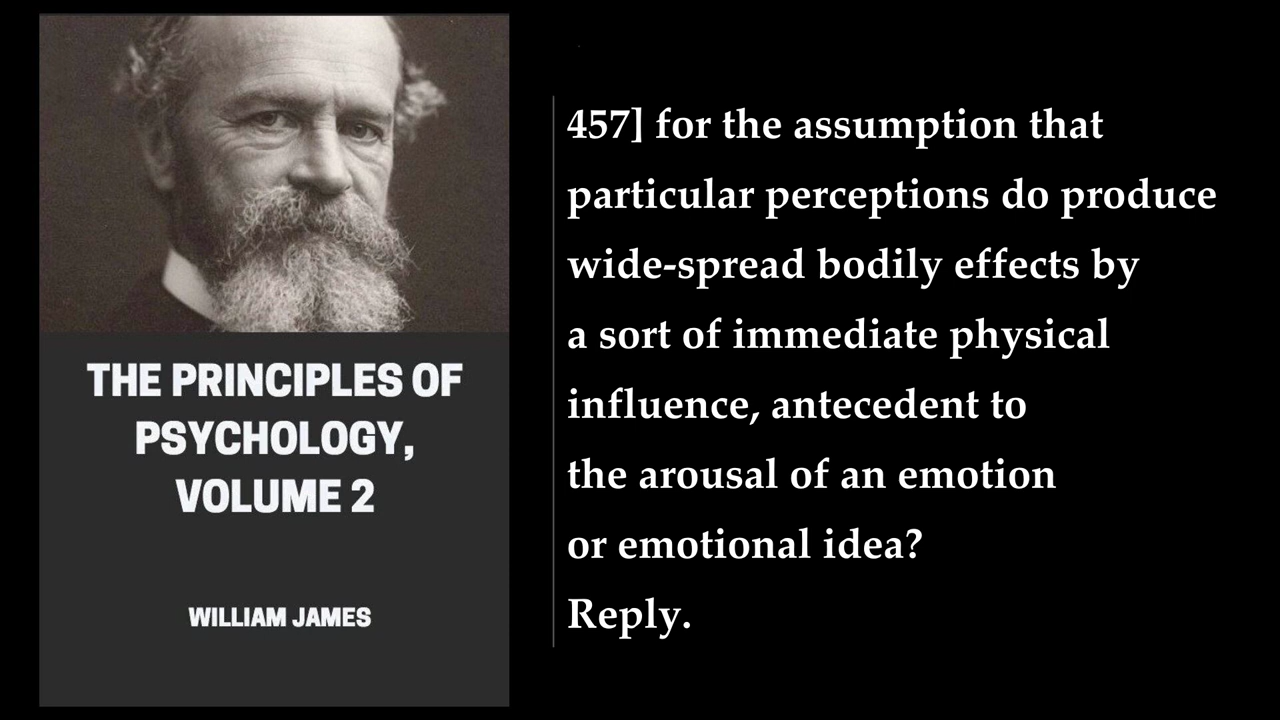 THE PRINCIPLES OF
PSYCHOLOGY,
VOLUME 2
WILLIAM JAMES
457] for the assumption that
particular perceptions do produce
wide-spread bodily effects by
a sort of immediate physical
influence, antecedent to
the arousal of an emotion
or emotional idea?
Reply.